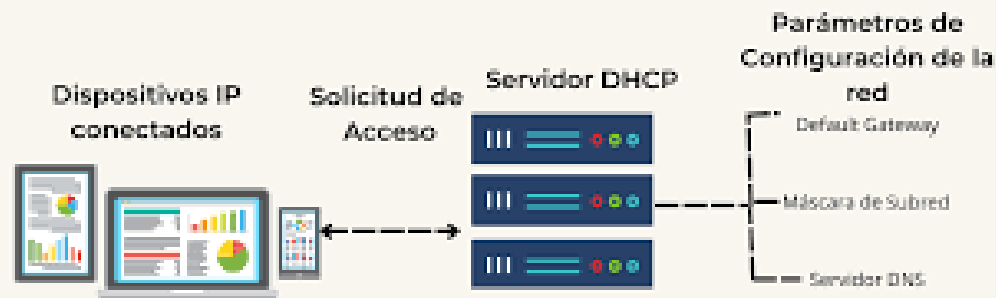 Dispositivos IP
conectados
Solicitud de
Acceso
Servidor DHCP
Parámetros de
Configuración de la
red
Default Gateway
Máscara de Subred
Servidor DNS